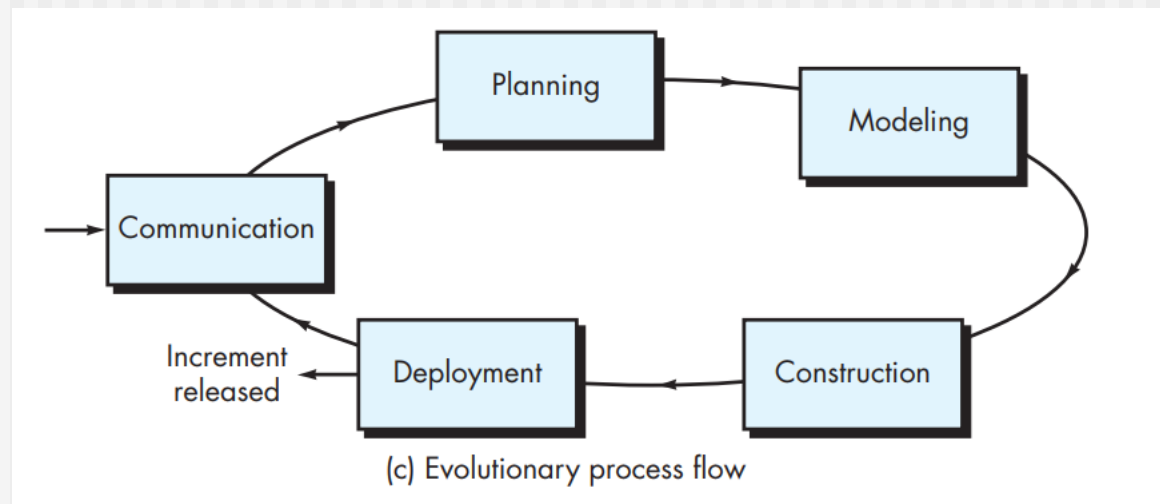 Planning
Modeling
Communication
Increment
released
Deployment
Construction
(c) Evolutionary process flow